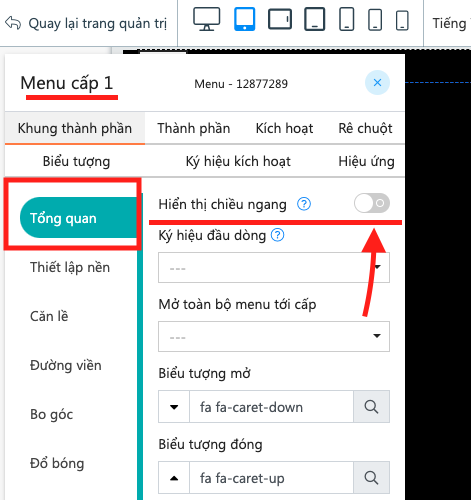 Quay lại trang quản trị
Tiếng
Menu cấp 1
Menu - 12877289
Khung thành phần Thành phần Kích hoạt Rê chuột
Biểu tượng Ký hiệu kích hoạt Hiệu ứng
Tổng quan
Thiết lập nền
Căn lề
Đường viền
Bo góc
Đổ bóng
Hiển thị chiều ngang ?
Ký hiệu đầu dòng ?
---
Mở toàn bộ menu tới cấp
---
Biểu tượng mở
fa fa-caret-down
Biểu tượng đóng
fa fa-caret-up